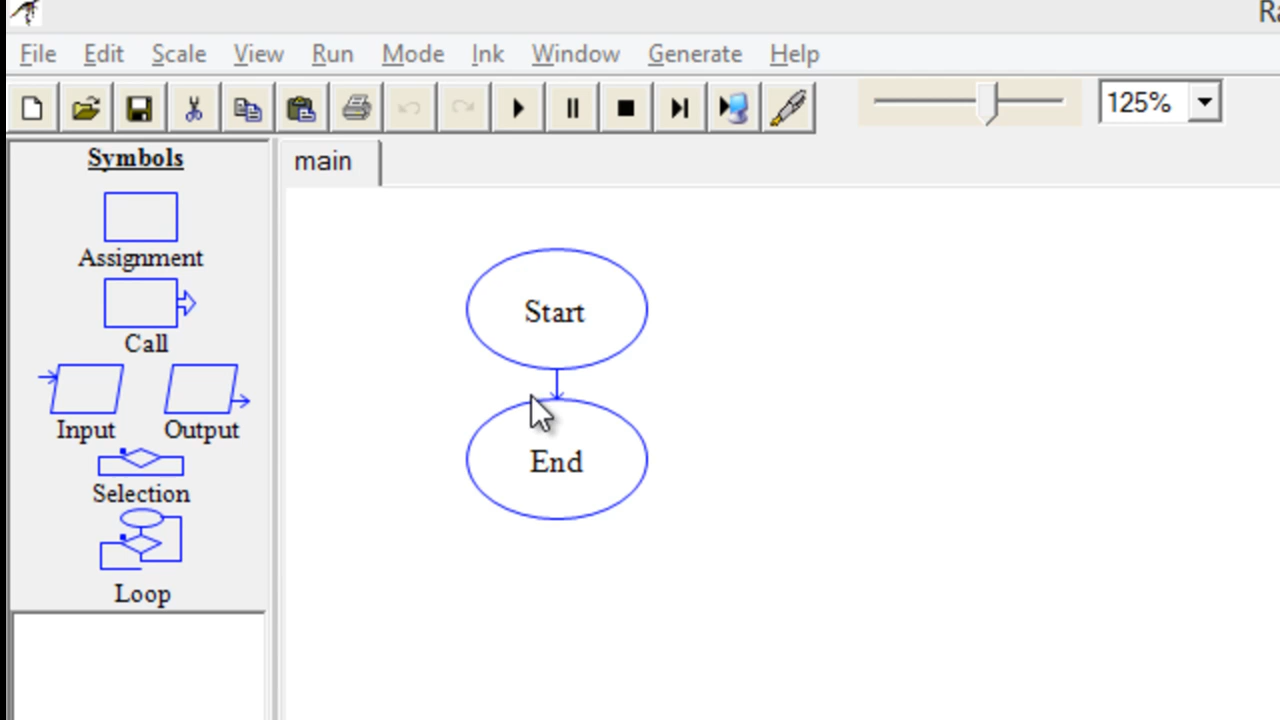 Ra
File Edit Scale View Run Mode Ink Window Generate Help
125%
Symbols
main
Assignment
Call
Input Output
Selection
Loop
Start
End